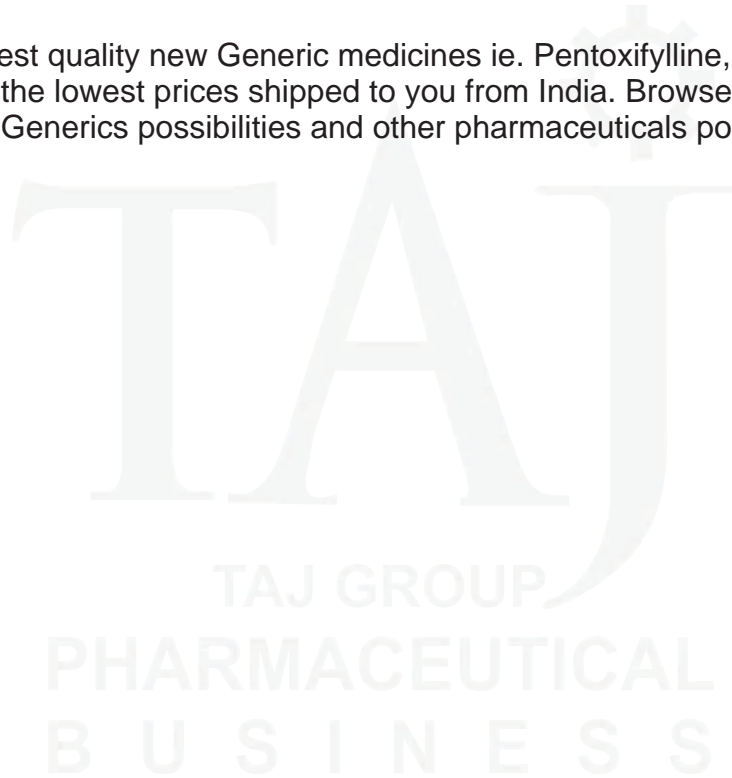 est quality new Generic medicines ie. Pentoxifylline,
the lowest prices shipped to you from India. Browse
Generics possibilities and other pharmaceuticals po
TAJ
TAJ GROUP
PHARMACEUTICAL
BUSINESS